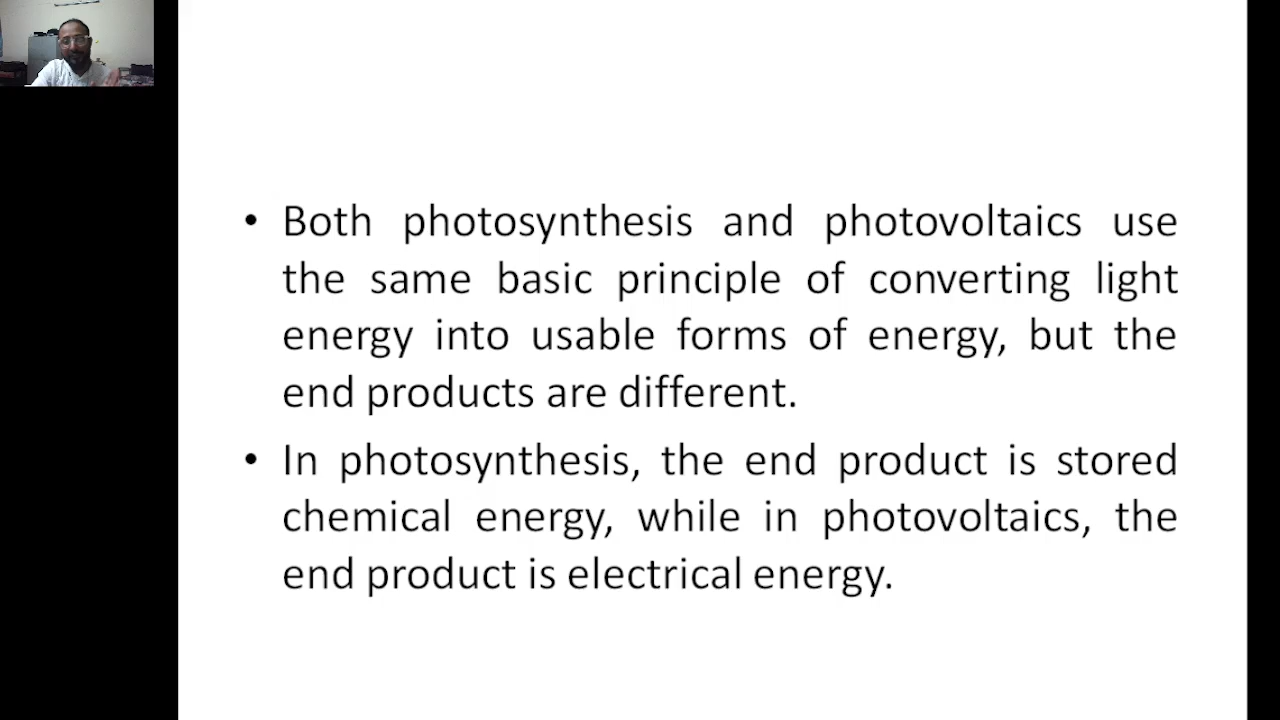 • Both photosynthesis and photovoltaics use
the same basic principle of converting light
energy into usable forms of energy, but the
end products are different.
• In photosynthesis, the end product is stored
chemical energy, while in photovoltaics, the
end product is electrical energy.